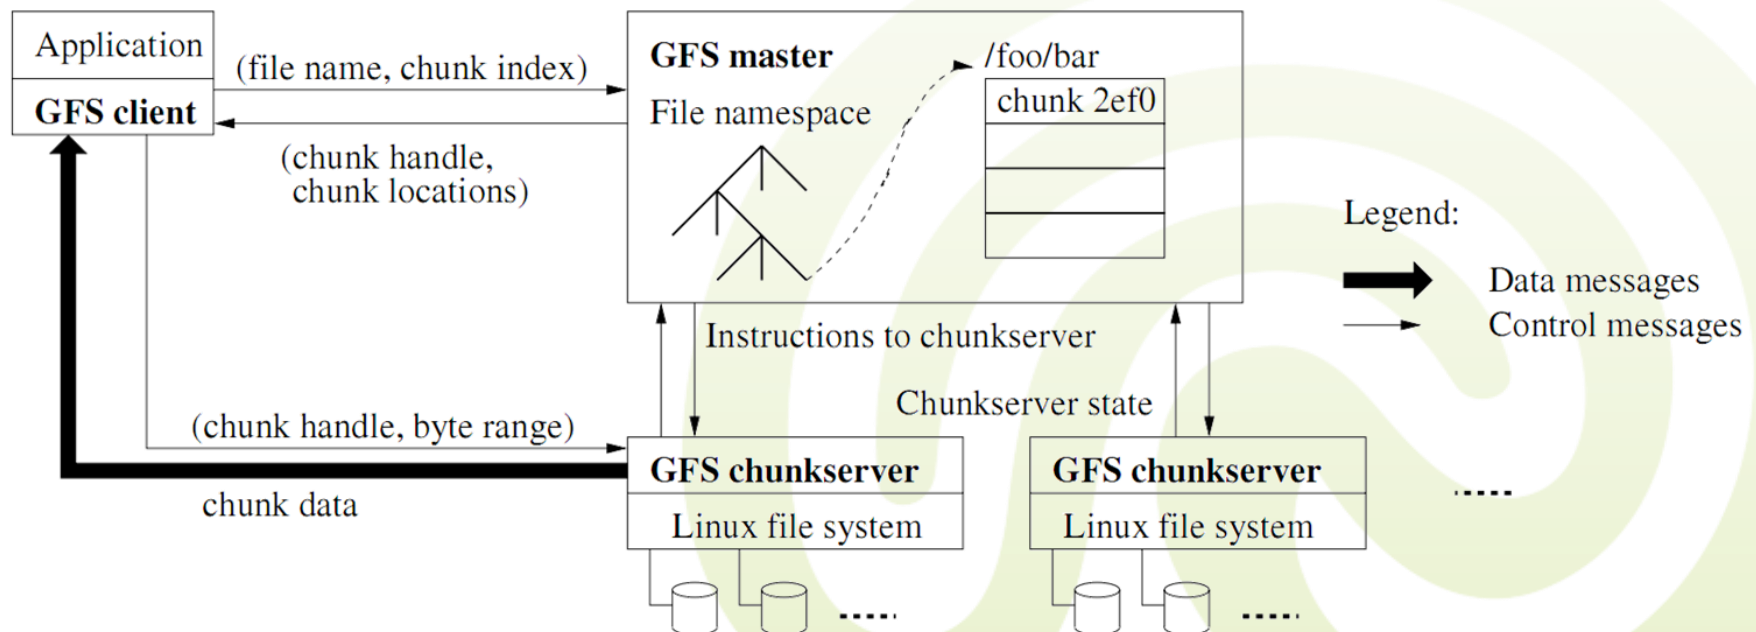 Application
GFS client
(file name, chunk index)
(chunk handle,
chunk locations)
GFS master
File namespace
/foo/bar
chunk 2ef0
Legend:
Data messages
Control messages
Instructions to chunkserver
Chunkserver state
(chunk handle, byte range)
chunk data
GFS chunkserver
Linux file system
GFS chunkserver
Linux file system